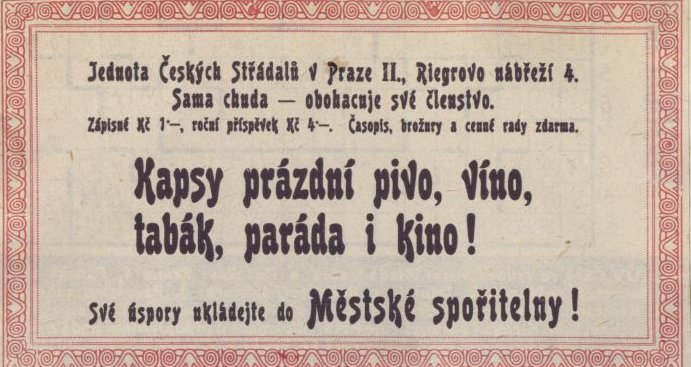 Jednota Českých Střádalů v Praze II., Riegrovo nábřeží 4.
Sama chuda — obohacuje své členstvo.
Zápisné Kč 1·–, roční příspěvek Kč 4·–. Časopis, brožury a cenné rady zdarma.
Kapsy prázdní pivo, víno,
tabák, paráda i kino!
Své úspory ukládejte do Městské spořitelny!